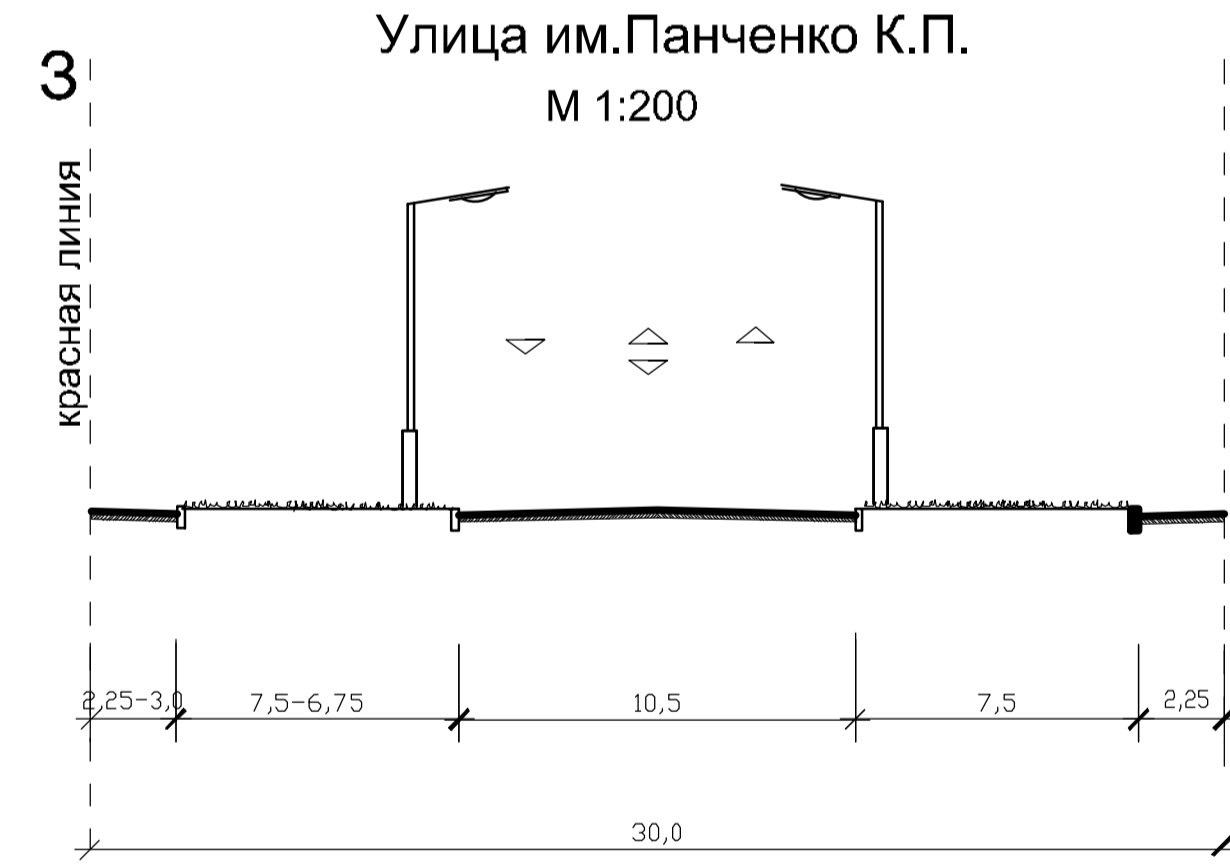 Улица им.Панченко К.П.
3
М 1:200
красная линия
2,25-3,0 7,5-6,75 10,5 7,5 2,25
30,0